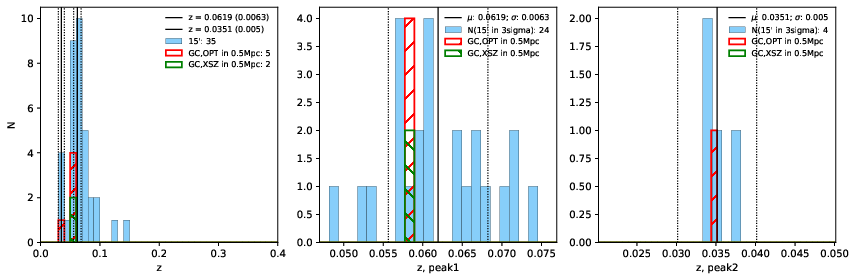 z = 0.0619 (0.0063)
z = 0.0351 (0.005)
15': 35
GC,OPT in 0.5Mpc: 5
GC,XSZ in 0.5Mpc: 2
10
8
6
4
2
0
N
0.0 0.1 0.2 0.3 0.4
z
μ: 0.0619; σ: 0.0063
N(15' in 3sigma): 24
GC,OPT in 0.5Mpc
GC,XSZ in 0.5Mpc
4.0
3.5
3.0
2.5
2.0
1.5
1.0
0.5
0.0
0.050 0.055 0.060 0.065 0.070 0.075
z, peak1
μ: 0.0351; σ: 0.005
N(15' in 3sigma): 4
GC,OPT in 0.5Mpc
GC,XSZ in 0.5Mpc
2.00
1.75
1.50
1.25
1.00
0.75
0.50
0.25
0.00
0.025 0.030 0.035 0.040 0.045 0.050
z, peak2